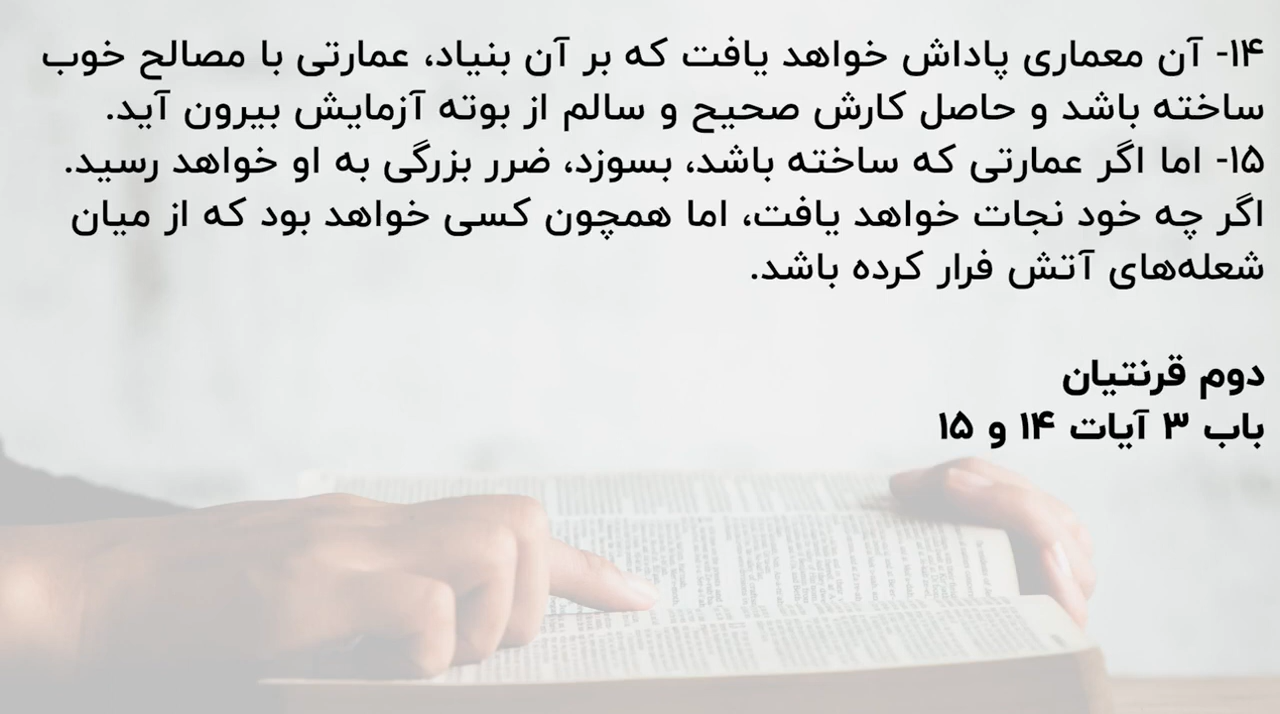 ۱۴- آن معماری پاداش خواهد یافت که بر آن بنیاد، عمارتی با مصالح خوب
ساخته باشد و حاصل کارش صحیح و سالم از بوته آزمایش بیرون آید.
۱۵- اما اگر عمارتی که ساخته باشد، بسوزد، ضرر بزرگی به او خواهد رسید.
اگر چه خود نجات خواهد یافت، اما همچون کسی خواهد بود که از میان
شعله‌های آتش فرار کرده باشد.
دوم قرنتیان
باب ۳ آیات ۱۴ و ۱۵